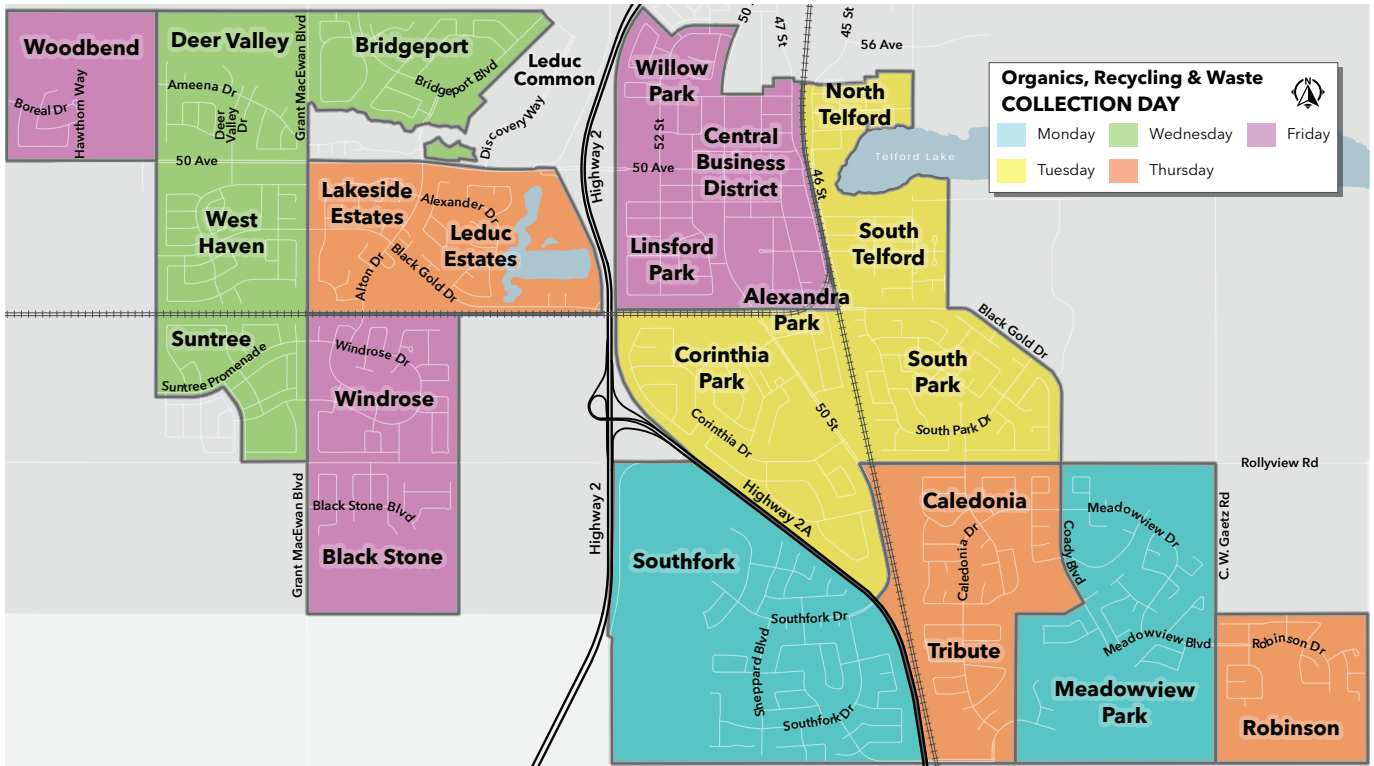 Woodbend
Boreal Dr
Hawthorn Way
Deer Valley
Ameena Dr
Deer
Valley
Dr
50 Ave
Grant MacEwan Blvd
Bridgeport
Bridgeport Blvd
Leduc
Common
Discovery Way
Highway 2
Willow
Park
50 St
47 St
45 St
56 Ave
52 St
50 Ave
Central
Business
District
46 St
North
Telford
Telford Lake
Organics, Recycling & Waste
COLLECTION DAY
N
Monday
Wednesday
Friday
Tuesday
Thursday
West
Haven
Lakeside
Estates
Alexander Dr
Leduc
Estates
Alton Dr
Black Gold Dr
Linsford
Park
South
Telford
Alexandra
Park
Suntree
Suntree Promenade
Windrose Dr
Windrose
Corinthia
Park
Corinthia Dr
50 St
South
Park
South Park Dr
Black Gold Dr
Rollyview Rd
Grant MacEwan Blvd
Black Stone Blvd
Black Stone
Highway 2
Highway 2A
Southfork
Southfork Dr
Sheppard Blvd
Southfork Dr
Caledonia
Caledonia Dr
Tribute
Coady Blvd
Meadowview Dr
Meadowview Blvd
Meadowview
Park
C. W. Gaetz Rd
Robinson Dr
Robinson